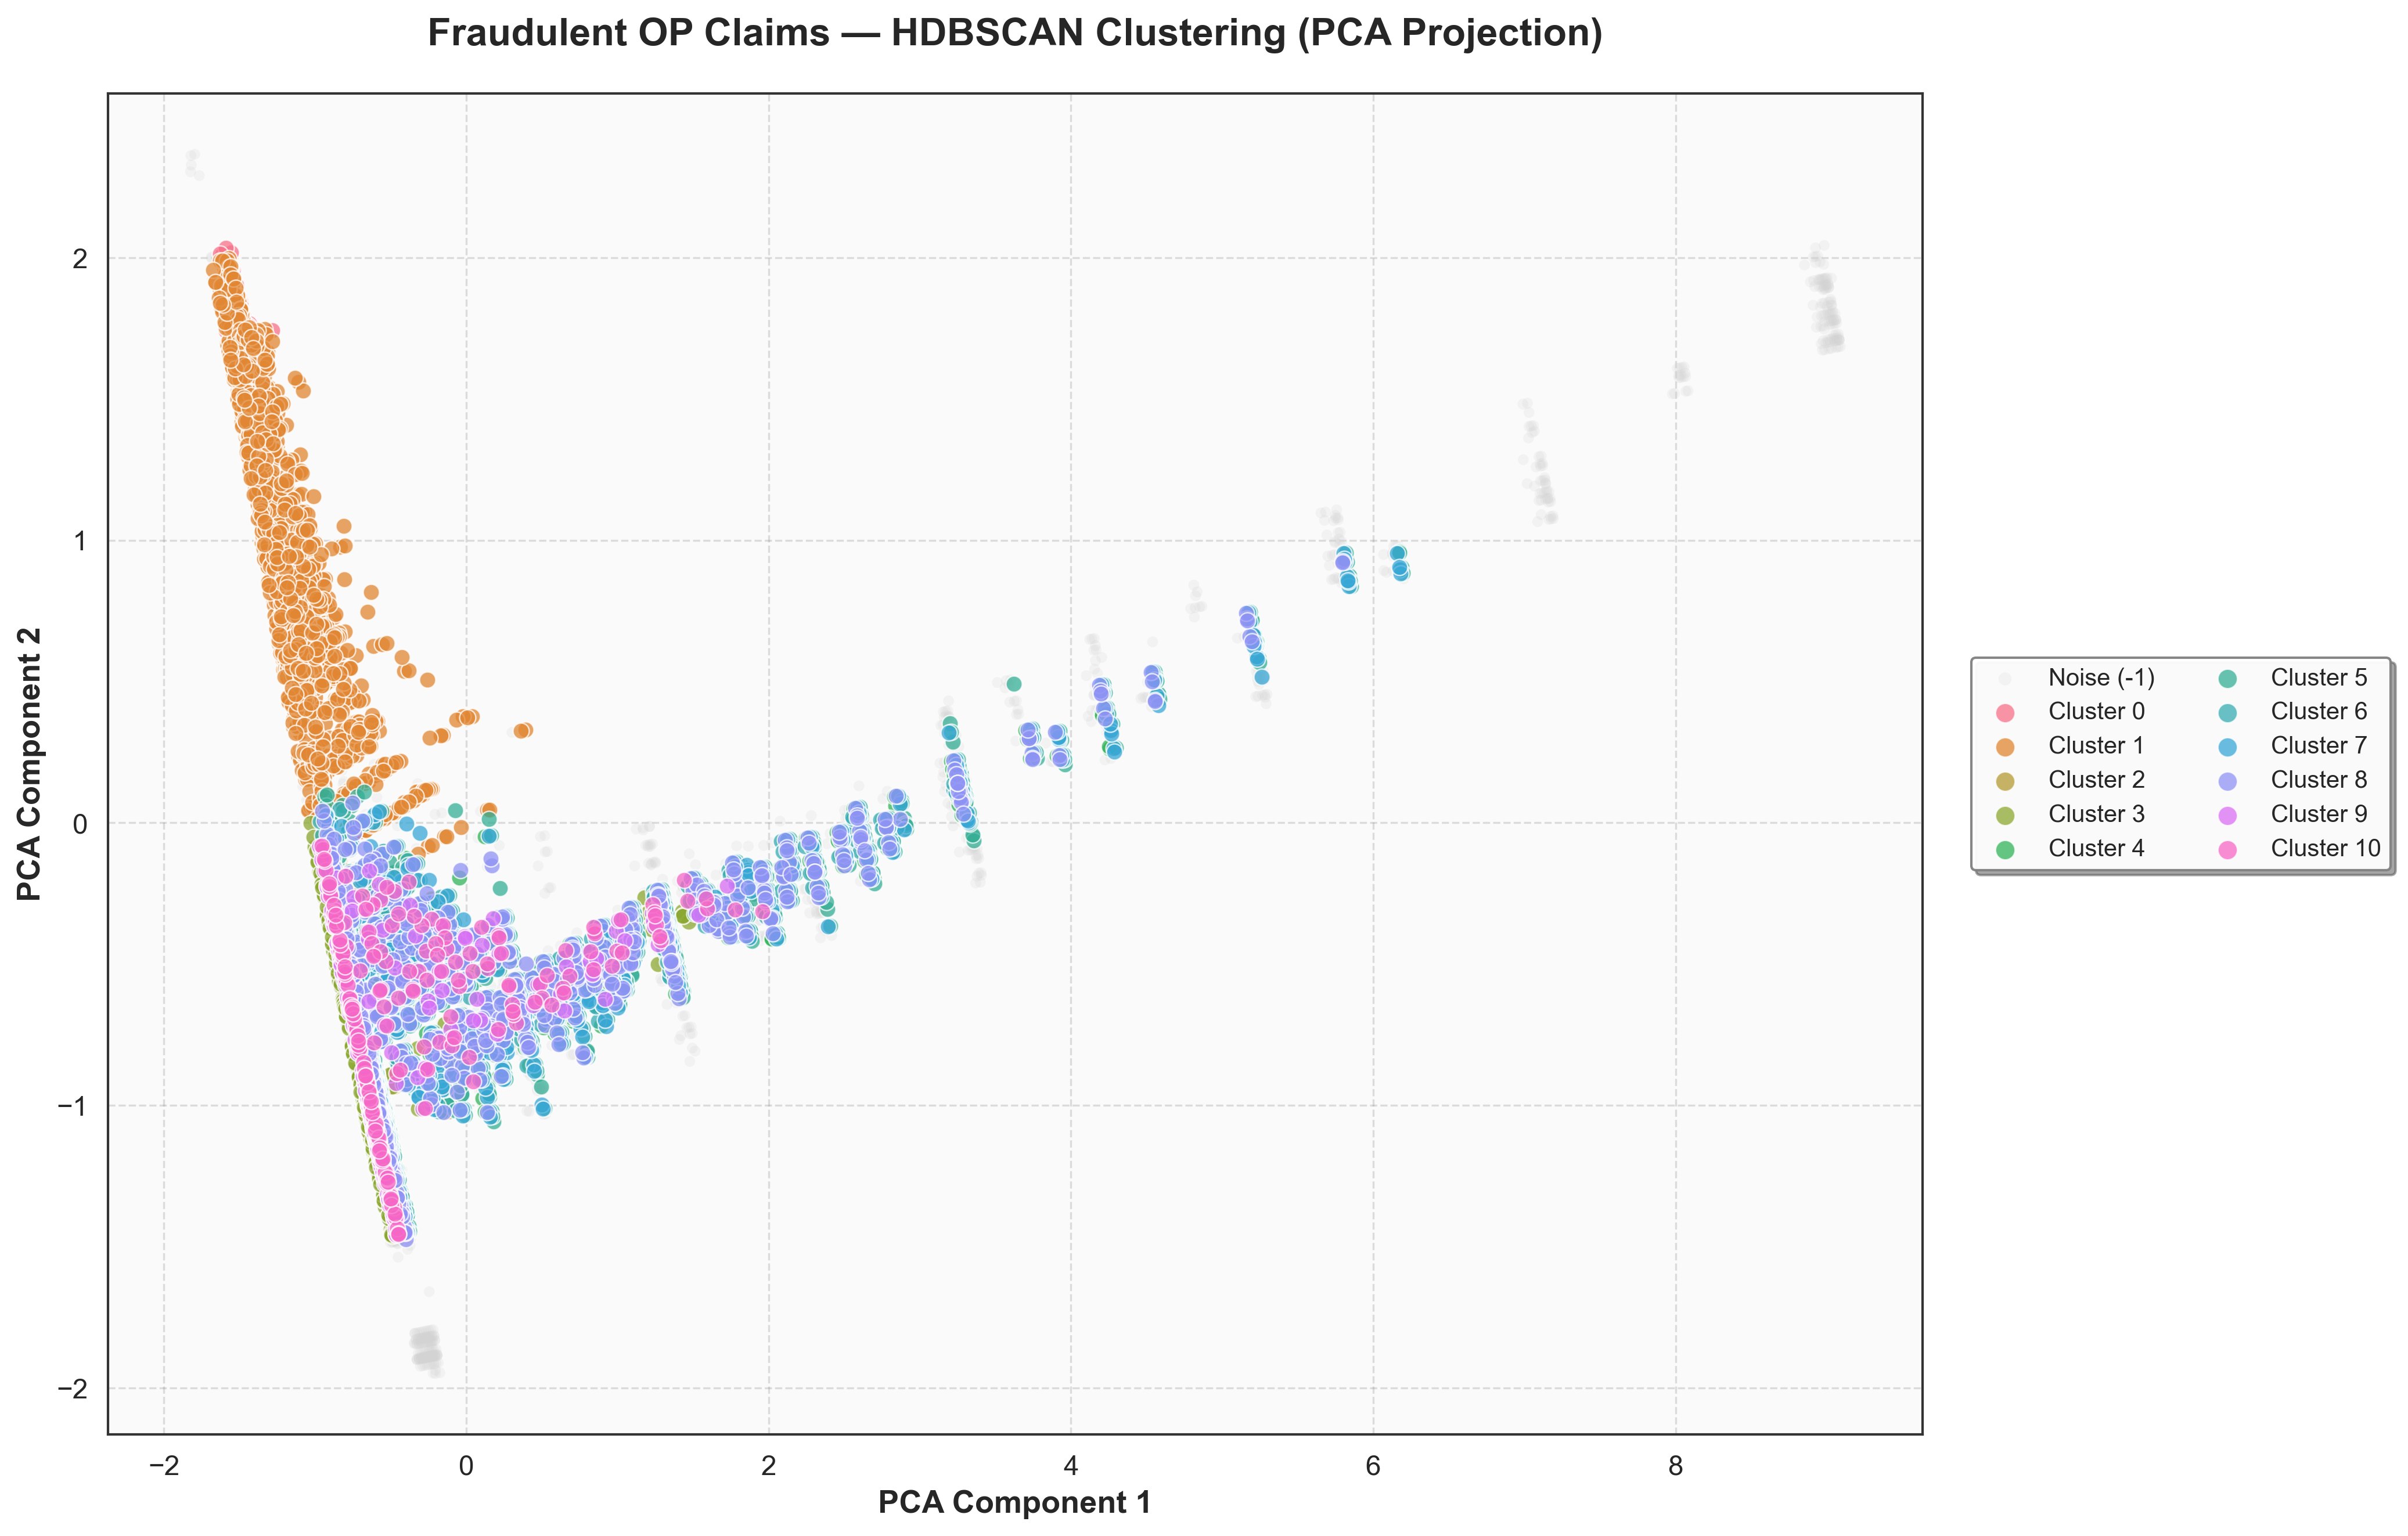 Fraudulent OP Claims — HDBSCAN Clustering (PCA Projection)
PCA Component 2
2
1
0
−1
−2
−2
0
2
4
6
8
PCA Component 1
Noise (-1)
Cluster 0
Cluster 1
Cluster 2
Cluster 3
Cluster 4
Cluster 5
Cluster 6
Cluster 7
Cluster 8
Cluster 9
Cluster 10